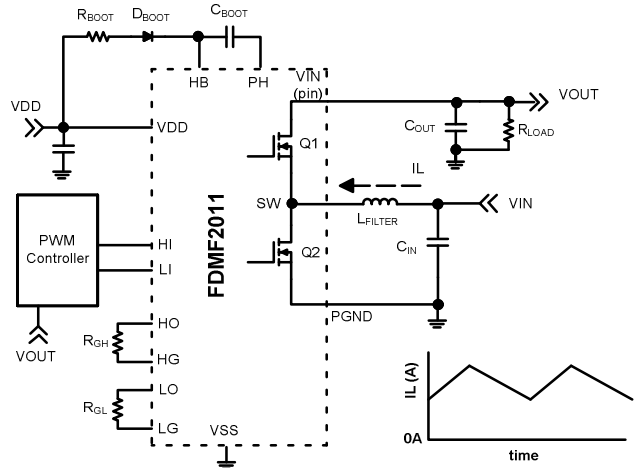 RBOOT
DBOOT
CBOOT
HB
PH
VIN
(pin)
VDD
VDD
VOUT
COUT
RLOAD
Q1
IL
SW
LFILTER
VIN
FDMF2011
PWM
Controller
HI
LI
Q2
CIN
PGND
VOUT
RGH
HO
HG
RGL
LO
LG
VSS
IL (A)
0A
time